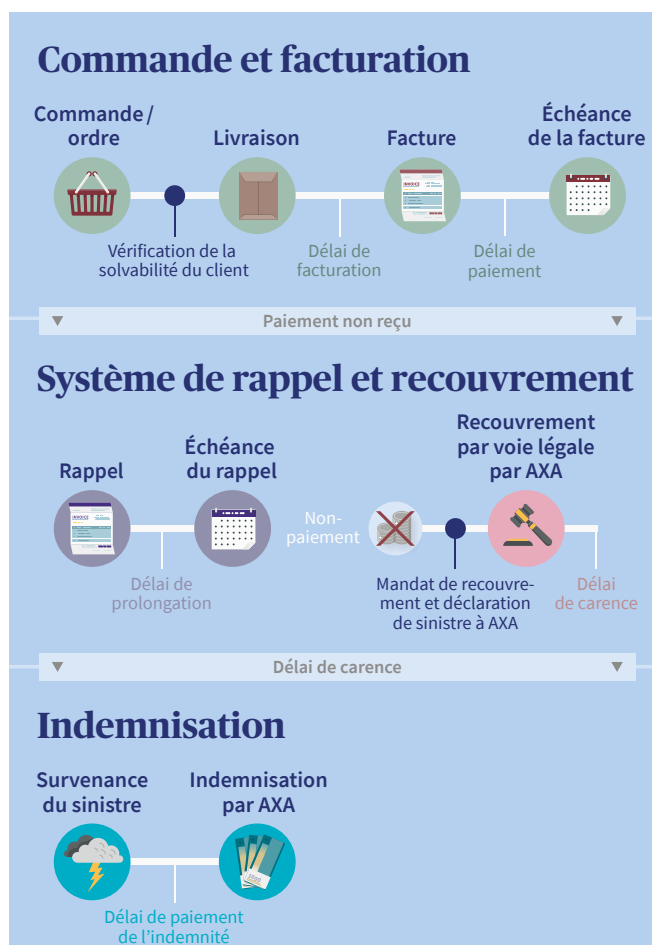 Commande et facturation
Commande /
ordre
Livraison
Facture
Échéance
de la facture
INVOICE
Vérification de la
solvabilité du client
Délai de
facturation
Délai de
paiement
Paiement non reçu
Système de rappel et recouvrement
Rappel
Échéance
du rappel
Recouvrement
par voie légale
par AXA
INVOICE
Non-
paiement
Délai de
prolongation
Mandat de recouvre-
ment et déclaration
de sinistre à AXA
Délai
de carence
Délai de carence
Indemnisation
Survenance
du sinistre
Indemnisation
par AXA
Délai de paiement
de l’indemnité